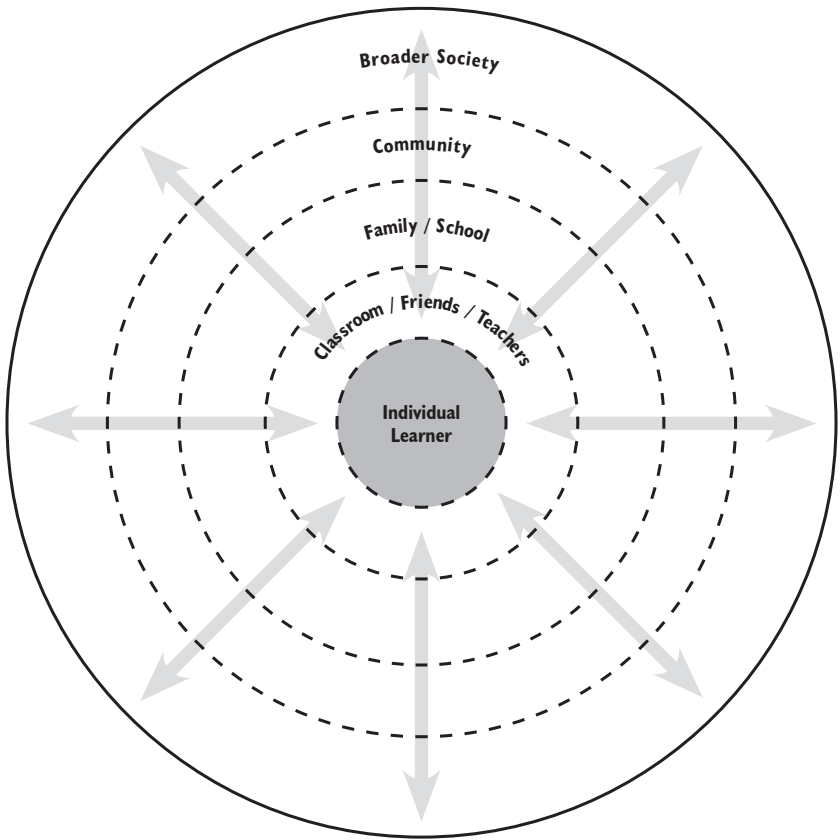 Broader Society
Community
Family / School
Classroom / Friends / Teachers
Individual
Learner